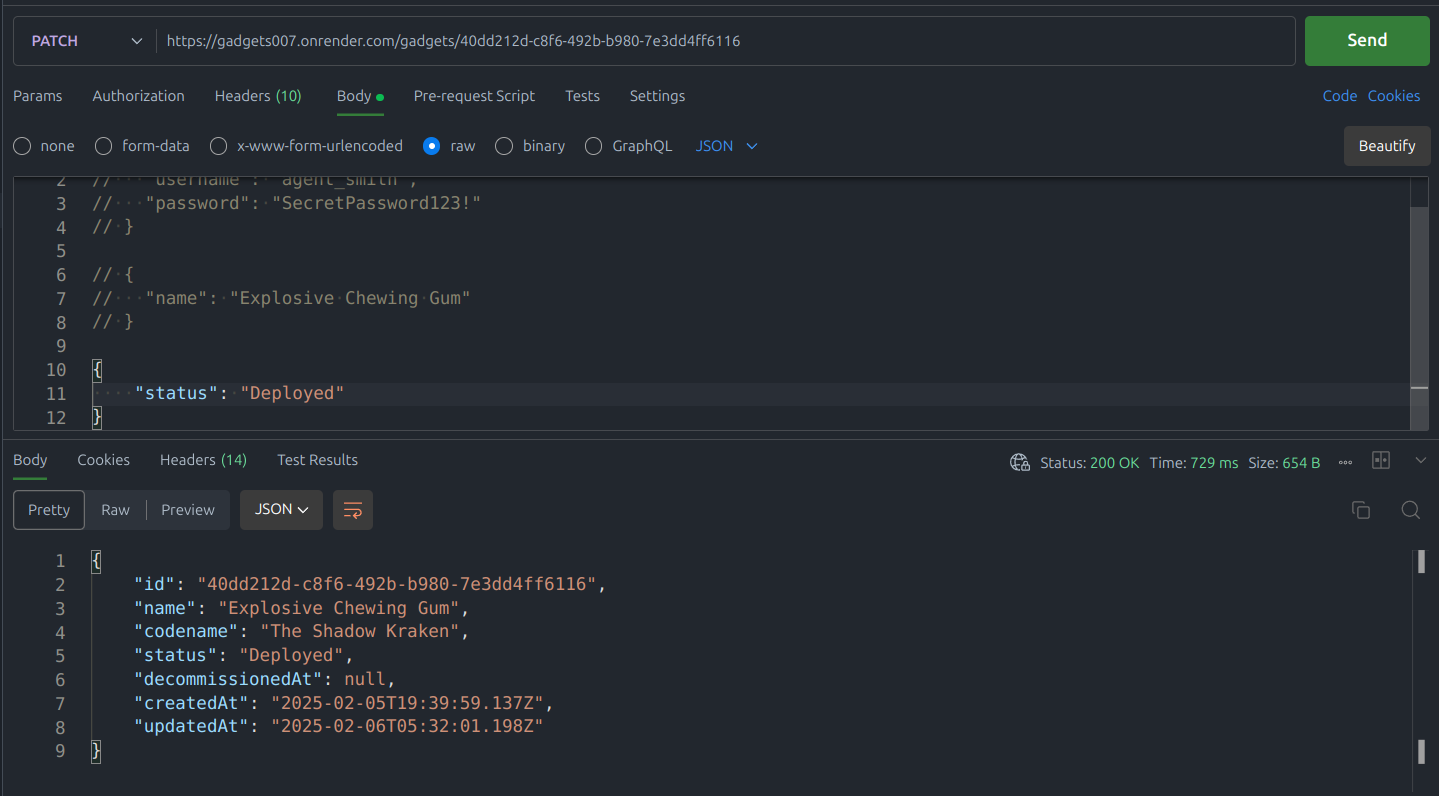 PATCH https://gadgets007.onrender.com/gadgets/40dd212d-c8f6-492b-b980-7e3dd4ff6116 Send
Params Authorization Headers (10) Body Pre-request Script Tests Settings Code Cookies
none form-data x-www-form-urlencoded raw binary GraphQL JSON Beautify
2 // "username": "agent_smith",
3 // "password": "SecretPassword123!"
4 // }
5
6 // {
7 // "name": "Explosive Chewing Gum"
8 // }
9
10 {
11 "status": "Deployed"
12 }
Body Cookies Headers (14) Test Results Status: 200 OK Time: 729 ms Size: 654 B
Pretty Raw Preview JSON
1 {
2 "id": "40dd212d-c8f6-492b-b980-7e3dd4ff6116",
3 "name": "Explosive Chewing Gum",
4 "codename": "The Shadow Kraken",
5 "status": "Deployed",
6 "decommissionedAt": null,
7 "createdAt": "2025-02-05T19:39:59.137Z",
8 "updatedAt": "2025-02-06T05:32:01.198Z"
9 }